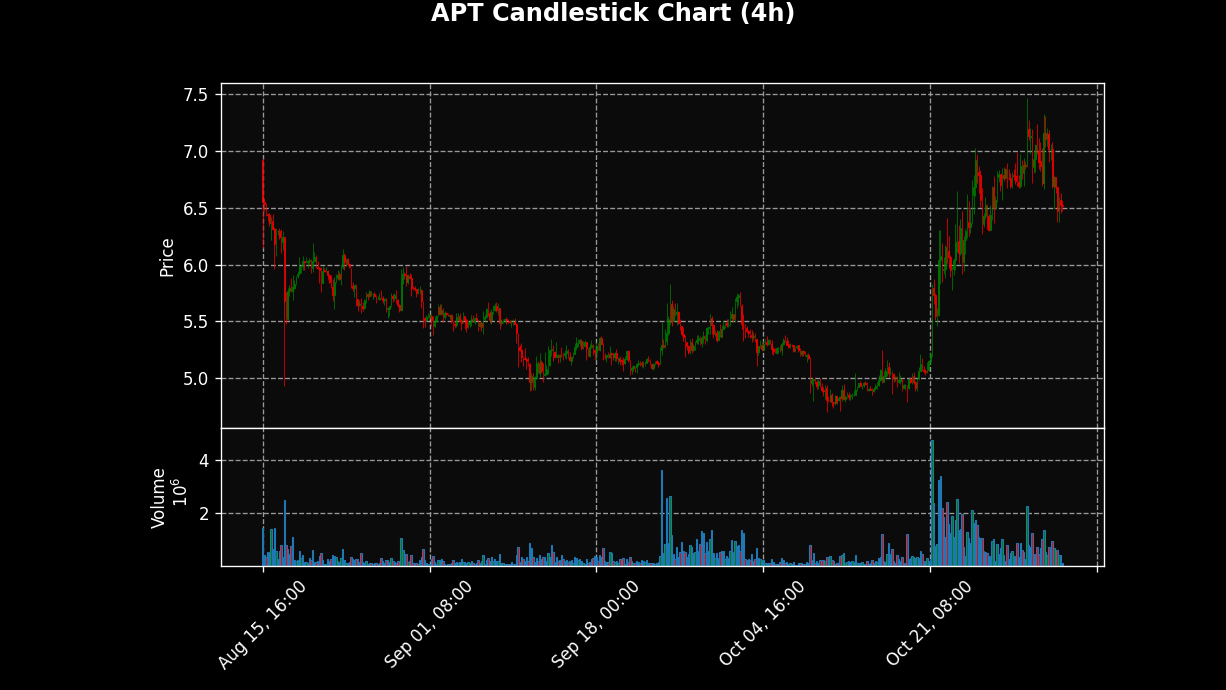 APT Candlestick Chart (4h)
7.5
7.0
6.5
6.0
5.5
5.0
Price
4
2
Volume
10⁶
Aug 15, 16:00
Sep 01, 08:00
Sep 18, 00:00
Oct 04, 16:00
Oct 21, 08:00